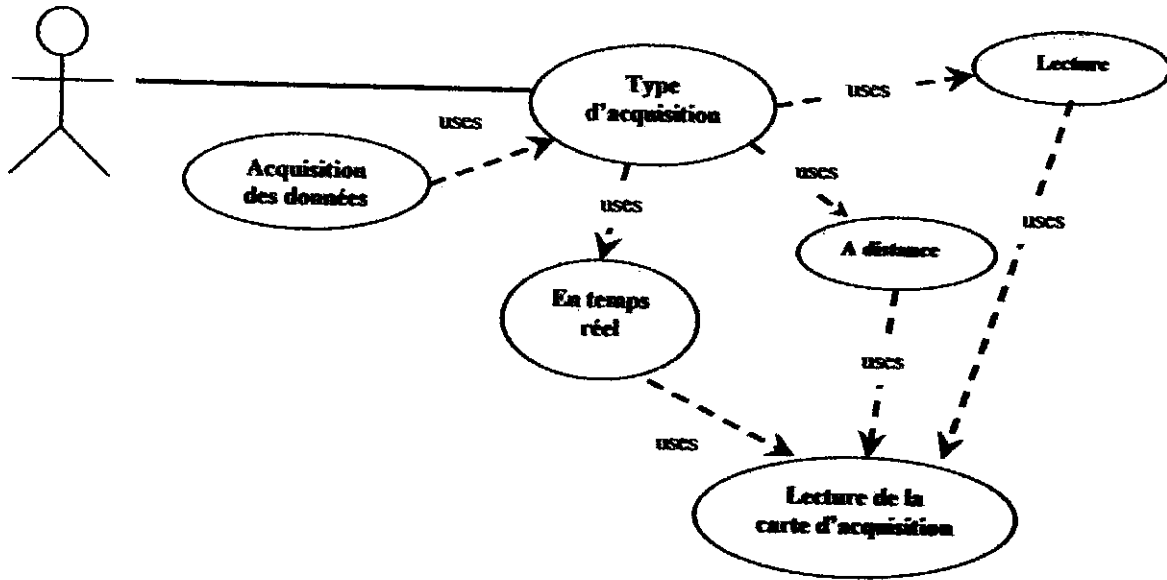 Lecture
Type
d'acquisition
uses
uses
Acquisition
des données
uses
uses
uses
A distance
En temps
réel
uses
uses
Lecture de la
carte d'acquisition